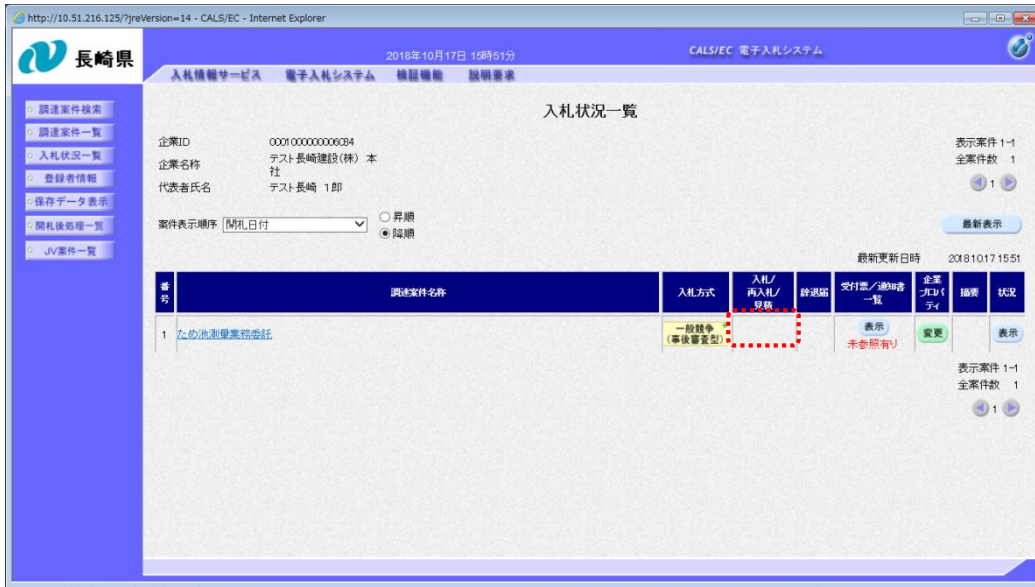 http://10.51.216.125/?jreVersion=14 - CALS/EC - Internet Explorer
長崎県
2018年10月17日 15時51分
CALS/EC 電子入札システム
入札情報サービス 電子入札システム 検証機能 説明要求
調達案件検索
調達案件一覧
入札状況一覧
登録者情報
保存データ表示
開札後処理一覧
JV案件一覧
入札状況一覧
企業ID 0001000000006084
企業名称 テスト長崎建設(株) 本
社
代表者氏名 テスト長崎 1郎
表示案件 1-1
全案件数 1
1
案件表示順序 開札日付
昇順
降順
最新表示
最新更新日時 2018.10.17 15:51
番号 調達案件名称 入札方式 入札/再入札/見積 辞退届 受付票/通知書一覧 企業プロパティ 摘要 状況
1 ため池測量業務委託 一般競争(事後審査型) 表示 未参照有り 変更 表示
表示案件 1-1
全案件数 1
1